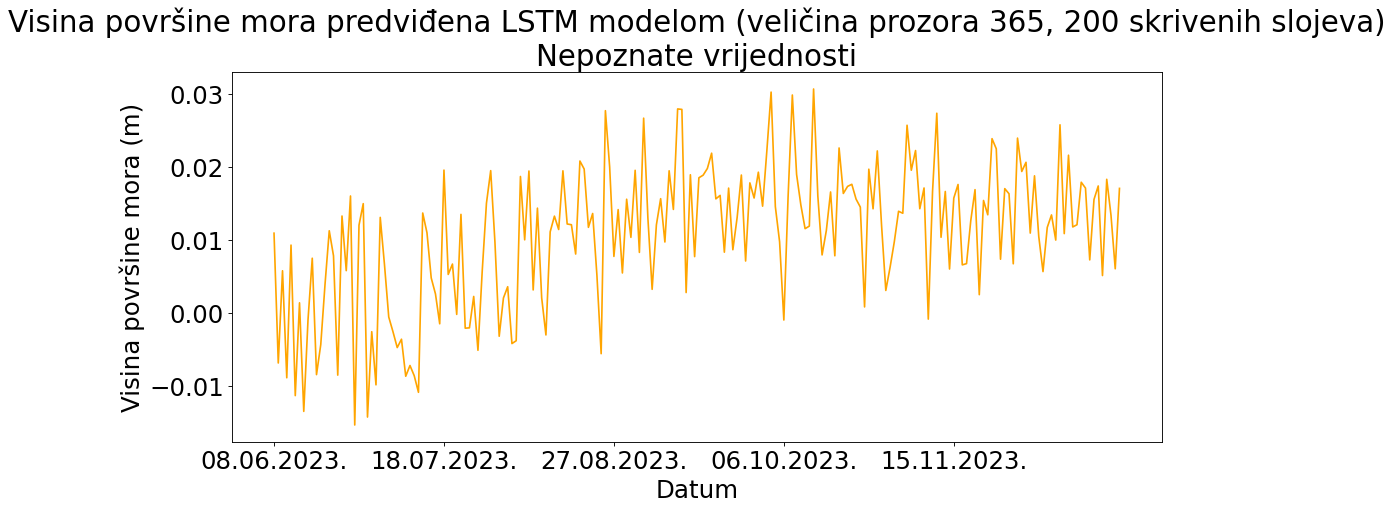 Visina površine mora predviđena LSTM modelom (veličina prozora 365, 200 skrivenih slojeva)
Nepoznate vrijednosti
Visina površine mora (m)
0.03
0.02
0.01
0.00
−0.01
08.06.2023. 18.07.2023. 27.08.2023. 06.10.2023. 15.11.2023.
Datum